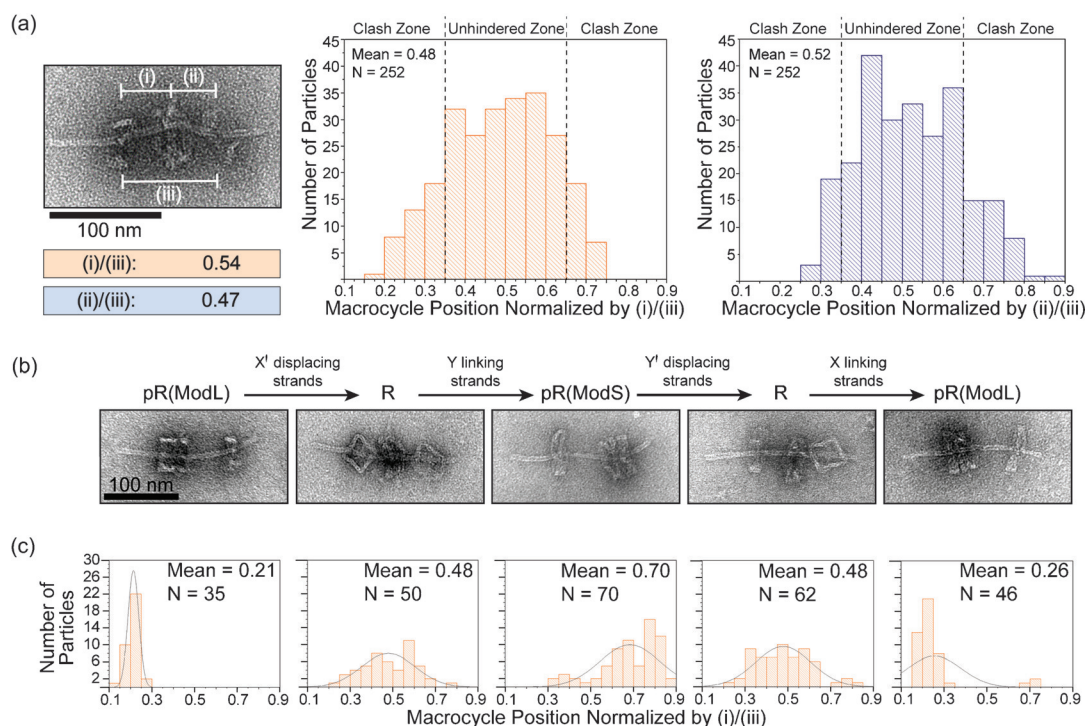 (a)
(i) (ii)
(iii)
100 nm
(i)/(iii): 0.54
(ii)/(iii): 0.47
Clash Zone Unhindered Zone Clash Zone
Mean = 0.48
N = 252
Number of Particles
45
40
35
30
25
20
15
10
5
0.1 0.2 0.3 0.4 0.5 0.6 0.7 0.8 0.9
Macrocycle Position Normalized by (i)/(iii)
Clash Zone Unhindered Zone Clash Zone
Mean = 0.52
N = 252
Number of Particles
45
40
35
30
25
20
15
10
5
0.1 0.2 0.3 0.4 0.5 0.6 0.7 0.8 0.9
Macrocycle Position Normalized by (ii)/(iii)
(b)
pR(ModL) X' displacing strands R Y linking strands pR(ModS) Y' displacing strands R X linking strands pR(ModL)
100 nm
(c)
Number of
Particles
30
26
22
18
14
10
6
2
Mean = 0.21
N = 35
0.1 0.3 0.5 0.7 0.9
Mean = 0.48
N = 50
0.1 0.3 0.5 0.7 0.9
Mean = 0.70
N = 70
0.1 0.3 0.5 0.7 0.9
Mean = 0.48
N = 62
0.1 0.3 0.5 0.7 0.9
Mean = 0.26
N = 46
0.1 0.3 0.5 0.7 0.9
Macrocycle Position Normalized by (i)/(iii)